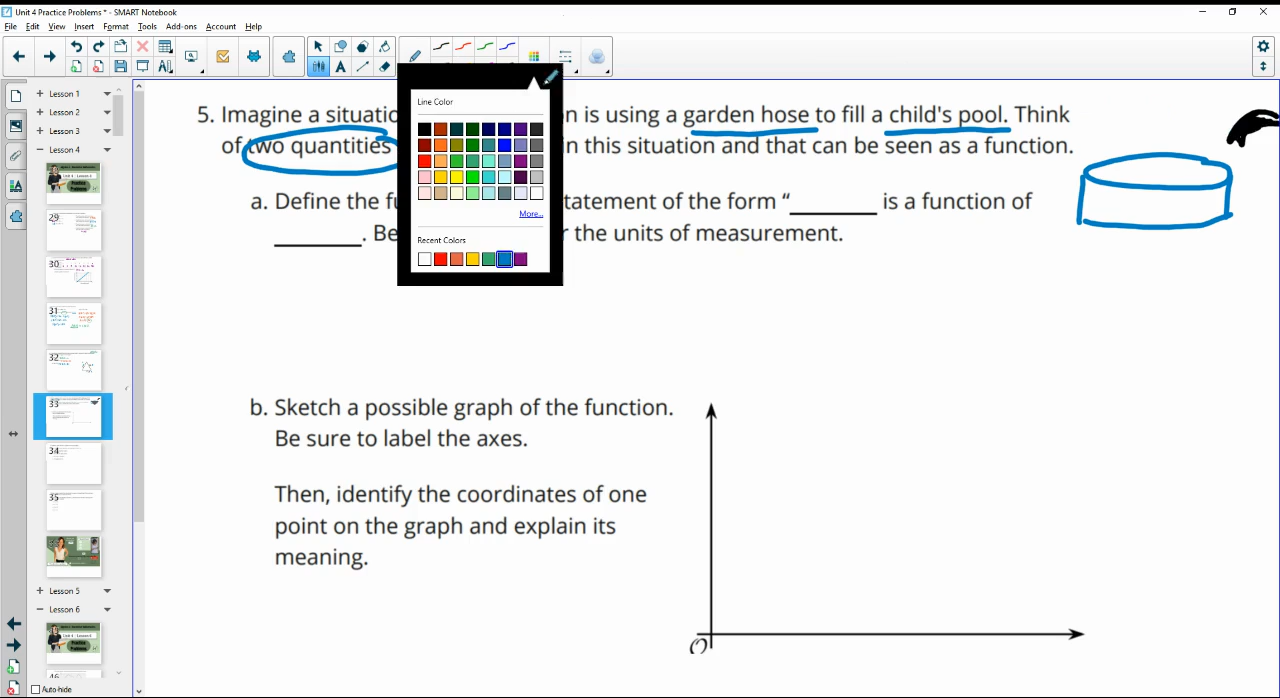 Unit 4 Practice Problems * - SMART Notebook
File Edit View Insert Format Tools Add-ons Account Help
Lesson 1
Lesson 2
Lesson 3
Lesson 4
29
30
31
32
33
34
35
Lesson 5
Lesson 6
46
Auto-hide
Line Color
More...
Recent Colors
5. Imagine a situatio n is using a garden hose to fill a child's pool. Think
of two quantities in this situation and that can be seen as a function.
a. Define the fu tatement of the form “_______ is a function of
_______. Be r the units of measurement.
b. Sketch a possible graph of the function.
Be sure to label the axes.
Then, identify the coordinates of one
point on the graph and explain its
meaning.
O